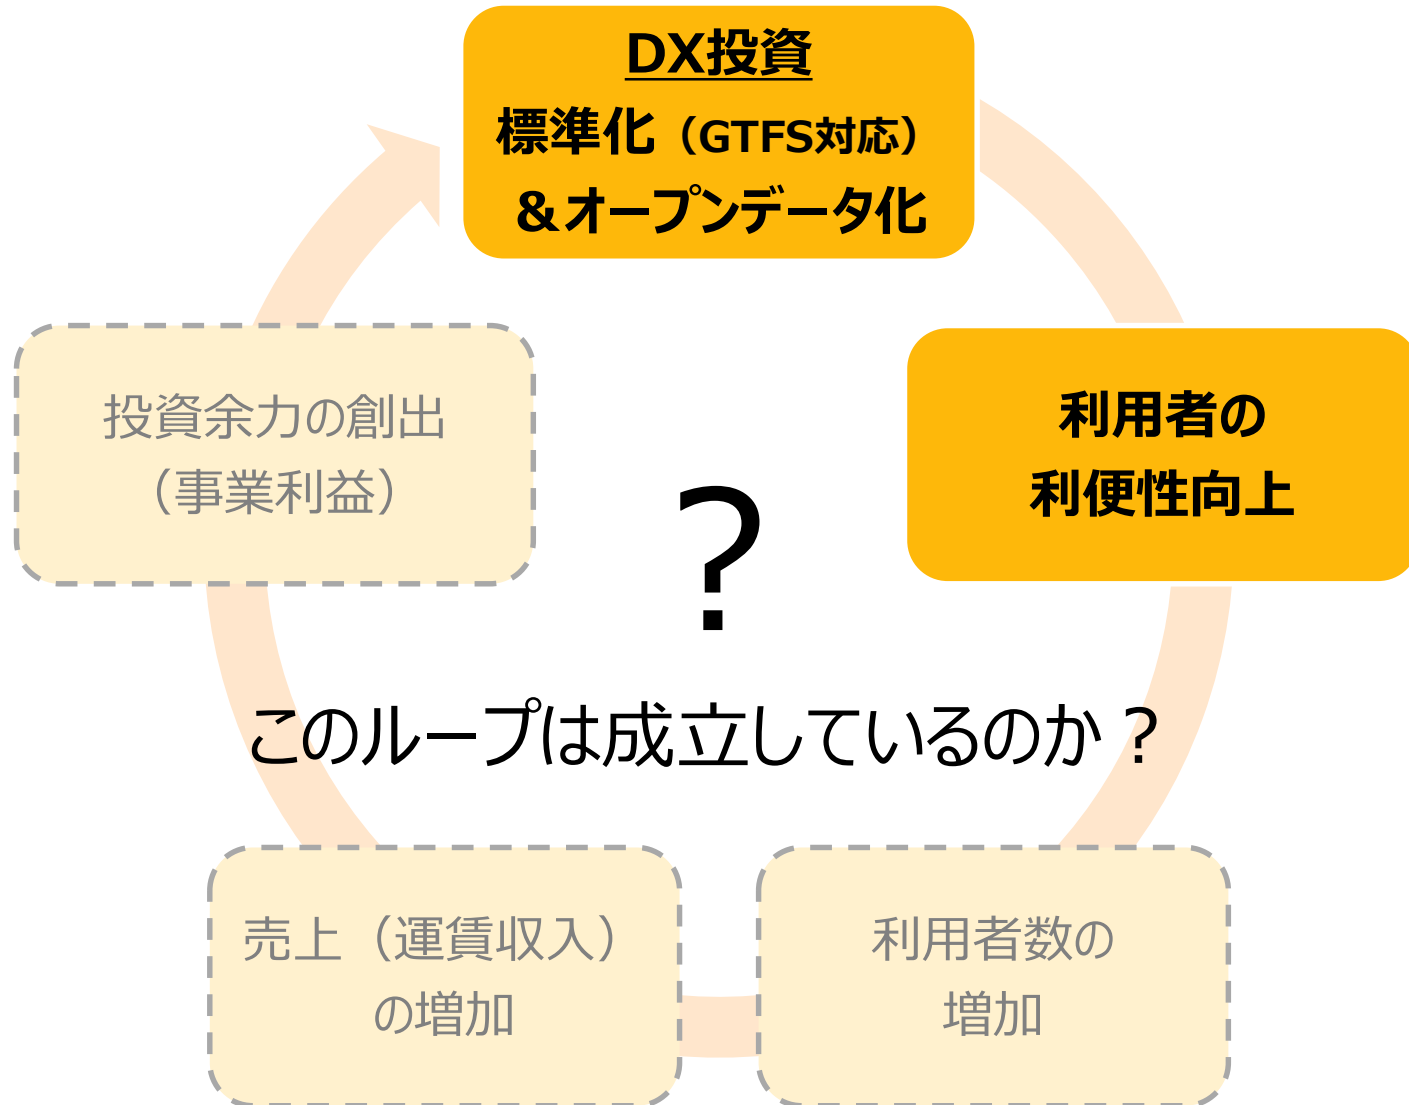 DX投資
標準化（GTFS対応）
＆オープンデータ化
利用者の
利便性向上
利用者数の
増加
売上（運賃収入）
の増加
投資余力の創出
（事業利益）
？
このループは成立しているのか？